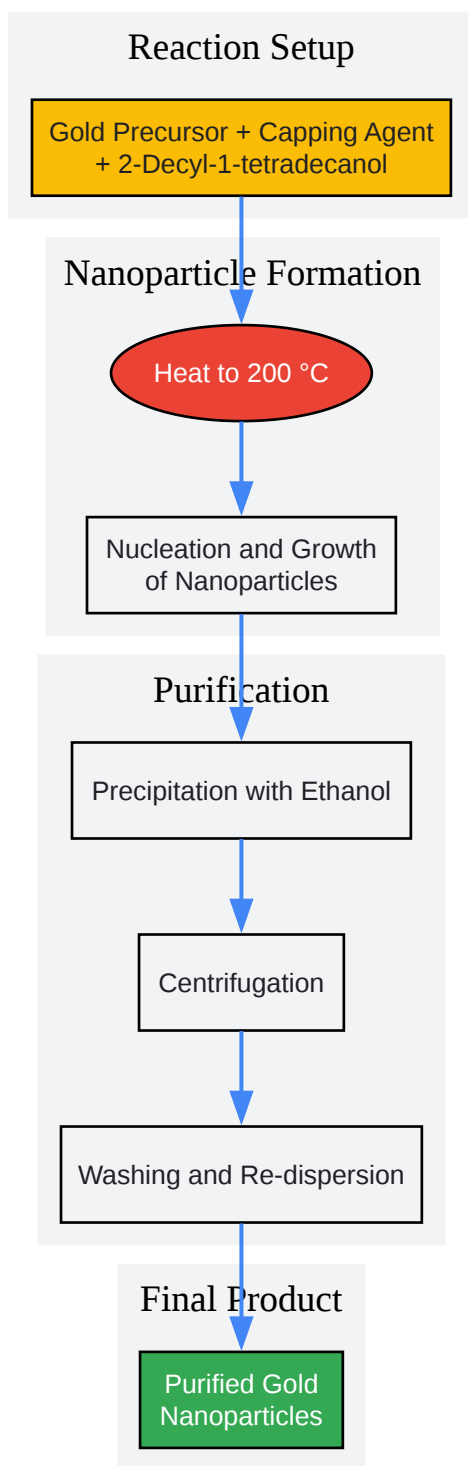 Reaction Setup
Gold Precursor + Capping Agent
+ 2-Decyl-1-tetradecanol
Nanoparticle Formation
Heat to 200 °C
Nucleation and Growth
of Nanoparticles
Purification
Precipitation with Ethanol
Centrifugation
Washing and Re-dispersion
Final Product
Purified Gold
Nanoparticles